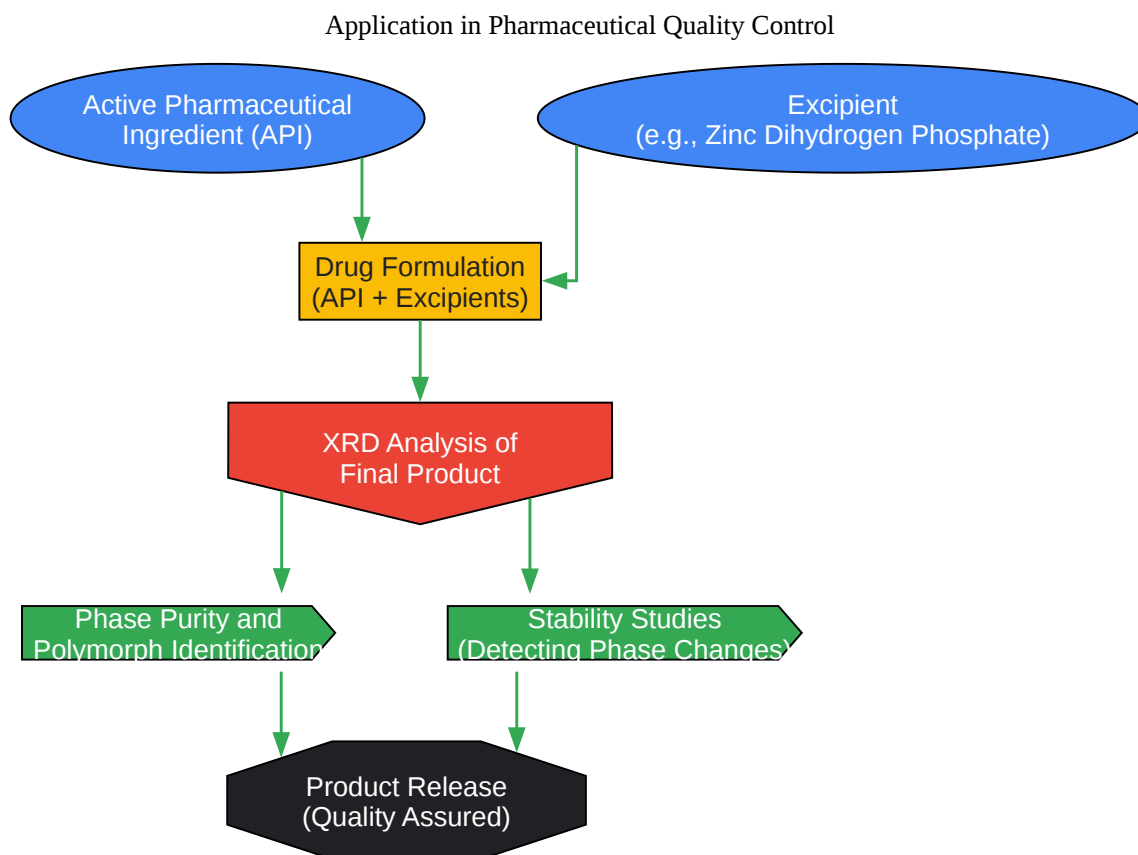 Application in Pharmaceutical Quality Control
Active Pharmaceutical
Ingredient (API)
Excipient
(e.g., Zinc Dihydrogen Phosphate)
Drug Formulation
(API + Excipients)
XRD Analysis of
Final Product
Phase Purity and
Polymorph Identification
Stability Studies
(Detecting Phase Changes)
Product Release
(Quality Assured)